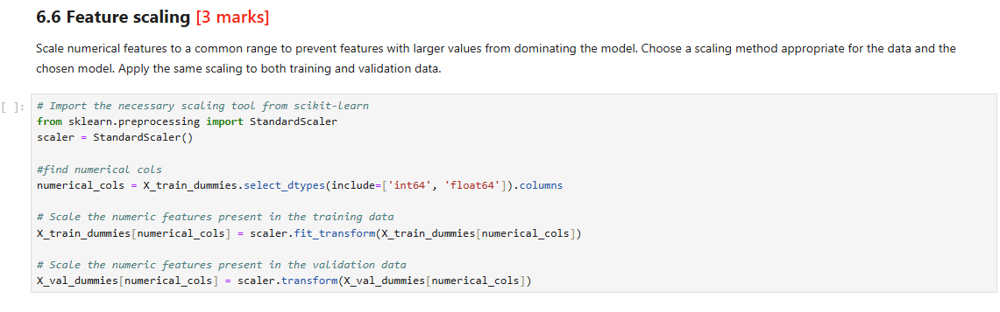 6.6 Feature scaling [3 marks]
Scale numerical features to a common range to prevent features with larger values from dominating the model. Choose a scaling method appropriate for the data and the
chosen model. Apply the same scaling to both training and validation data.
[ ]: # Import the necessary scaling tool from scikit-learn
from sklearn.preprocessing import StandardScaler
scaler = StandardScaler()
#find numerical cols
numerical_cols = X_train_dummies.select_dtypes(include=['int64', 'float64']).columns
# Scale the numeric features present in the training data
X_train_dummies[numerical_cols] = scaler.fit_transform(X_train_dummies[numerical_cols])
# Scale the numeric features present in the validation data
X_val_dummies[numerical_cols] = scaler.transform(X_val_dummies[numerical_cols])